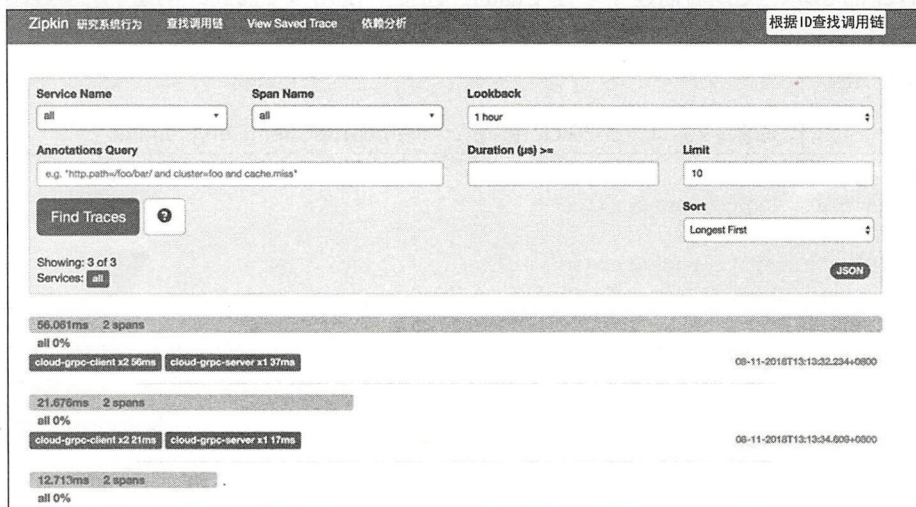 Zipkin 研究系统行为 查找调用链 View Saved Trace 依赖分析 根据ID查找调用链
Service Name Span Name Lookback
all all 1 hour
Annotations Query Duration (μs) >= Limit
e.g. "http.path=/foo/bar/ and cluster=foo and cache.miss" 10
Find Traces ? Sort
Longest First
Showing: 3 of 3
Services: all JSON
56.061ms 2 spans
all 0%
cloud-grpc-client x2 56ms cloud-grpc-server x1 37ms 08-11-2018T13:13:32.234+0800
21.676ms 2 spans
all 0%
cloud-grpc-client x2 21ms cloud-grpc-server x1 17ms 08-11-2018T13:13:34.609+0800
12.713ms 2 spans
all 0%